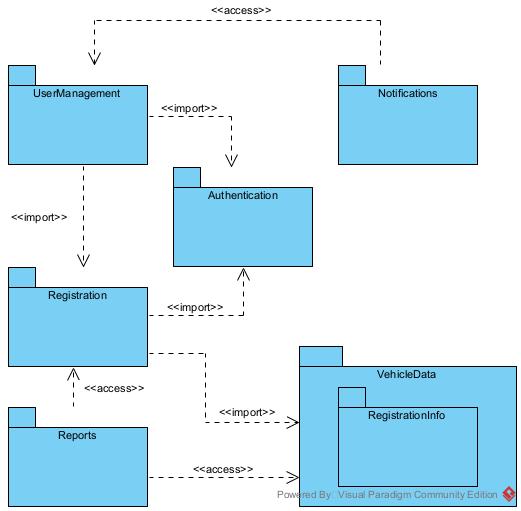 <<access>>
UserManagement
Notifications
<<import>>
Authentication
<<import>>
Registration
<<import>>
VehicleData
<<access>>
<<import>>
RegistrationInfo
Reports
<<access>>
Powered By: Visual Paradigm Community Edition